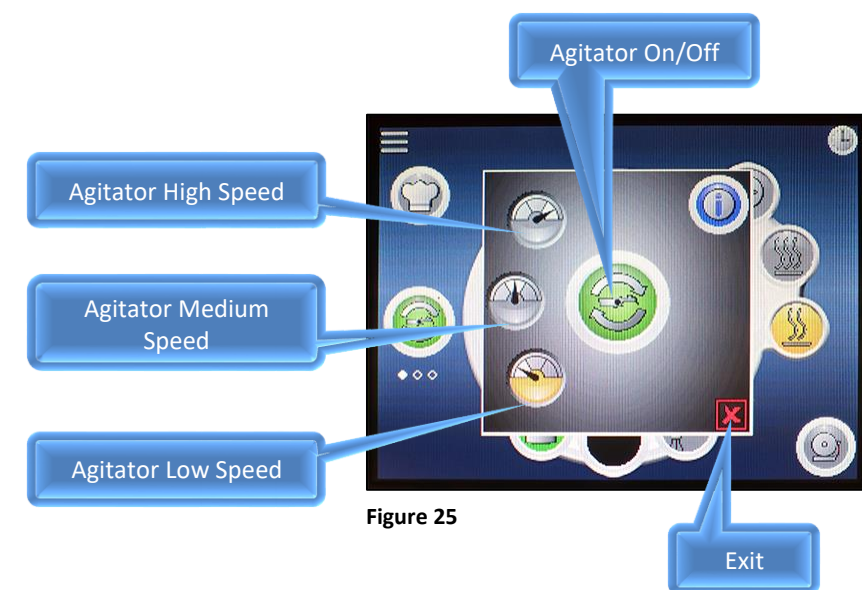 Agitator On/Off
Agitator High Speed
Agitator Medium
Speed
Agitator Low Speed
Figure 25
Exit